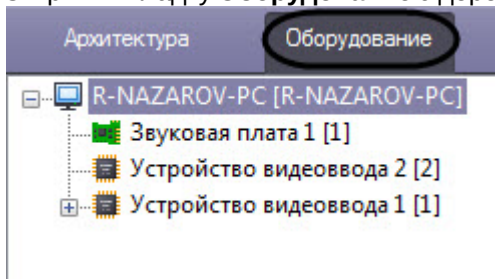 Архитектура Оборудование
R-NAZAROV-PC [R-NAZAROV-PC]
Звуковая плата 1 [1]
Устройство видеоввода 2 [2]
Устройство видеоввода 1 [1]